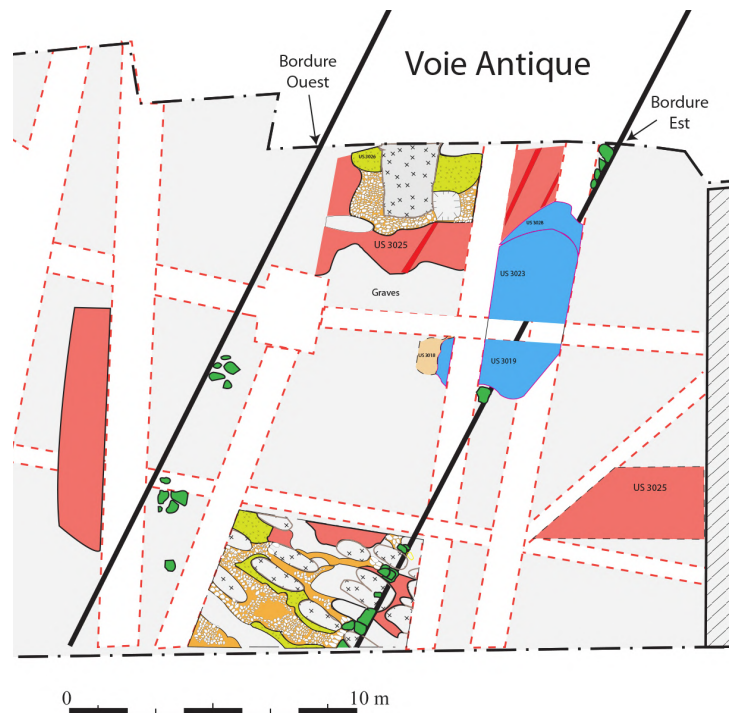 Voie Antique
Bordure
Ouest
Bordure
Est
US 3026
US 3028
US 3025
US 3023
Graves
US 3018
US 3019
US 3025
0
10 m